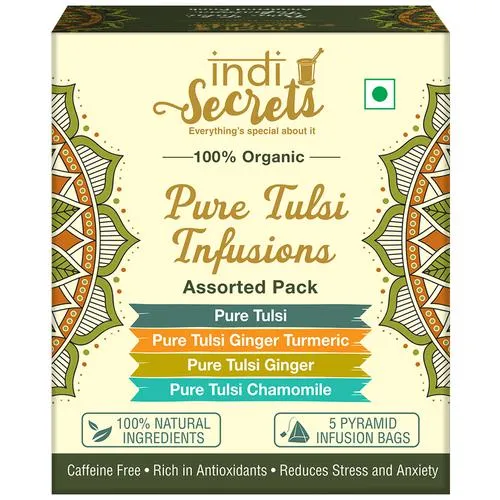 indi
Secrets
Everything's special about it
100% Organic
Pure Tulsi
Infusions
Assorted Pack
Pure Tulsi
Pure Tulsi Ginger Turmeric
Pure Tulsi Ginger
Pure Tulsi Chamomile
100% NATURAL
INGREDIENTS
5 PYRAMID
INFUSION BAGS
Caffeine Free • Rich in Antioxidants • Reduces Stress and Anxiety